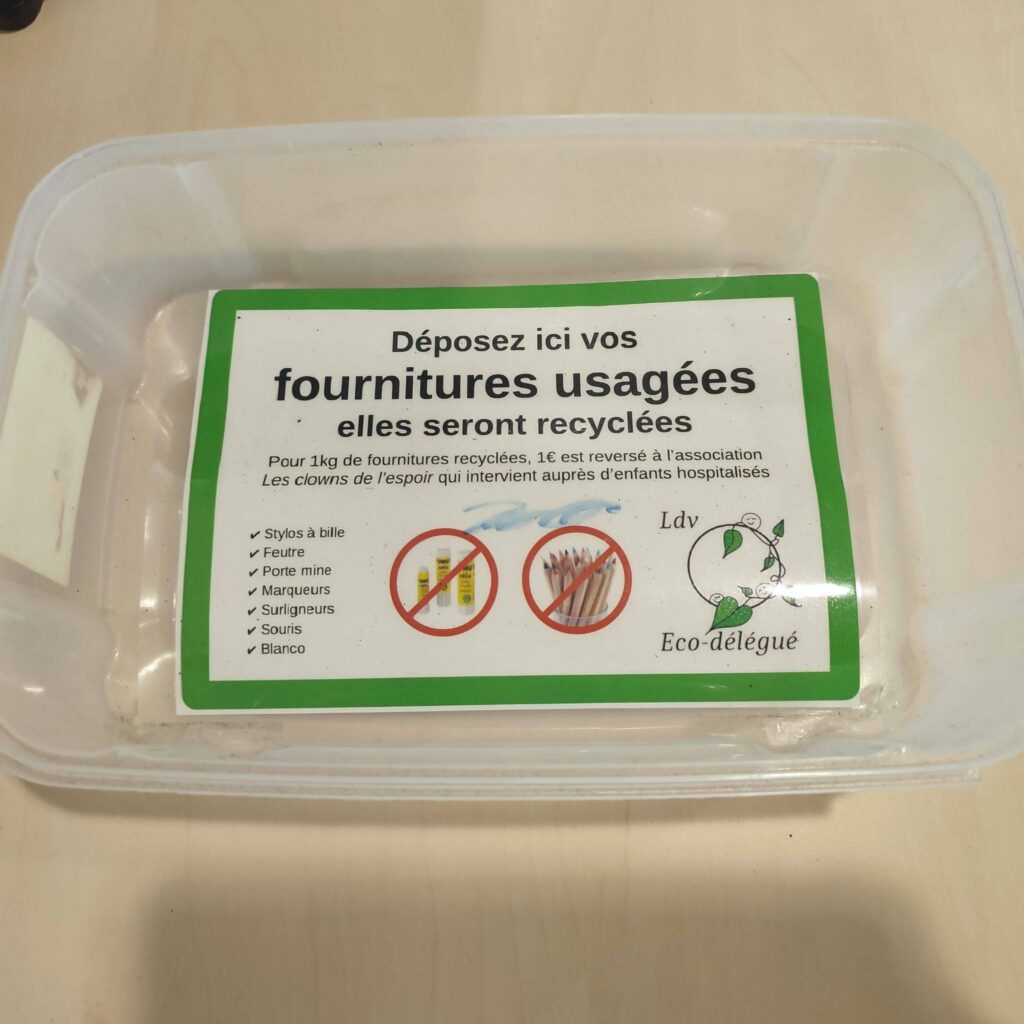 Déposez ici vos
fournitures usagées
elles seront recyclées
Pour 1kg de fournitures recyclées, 1€ est reversé à l'association
Les clowns de l'espoir qui intervient auprès d'enfants hospitalisés
✔ Stylos à bille
✔ Feutre
✔ Porte mine
✔ Marqueurs
✔ Surligneurs
✔ Souris
✔ Blanco
Ldv
Eco-délégué